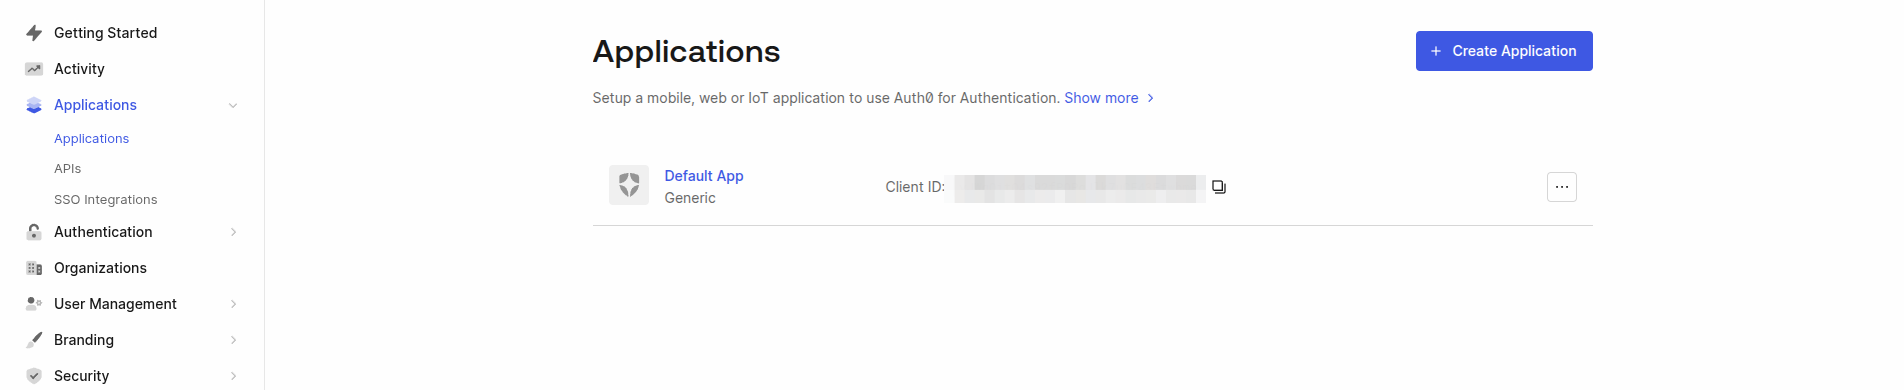 Getting Started
Activity
Applications
Applications
APIs
SSO Integrations
Authentication
Organizations
User Management
Branding
Security
Applications
+ Create Application
Setup a mobile, web or IoT application to use Auth0 for Authentication. Show more >
Default App
Generic
Client ID: